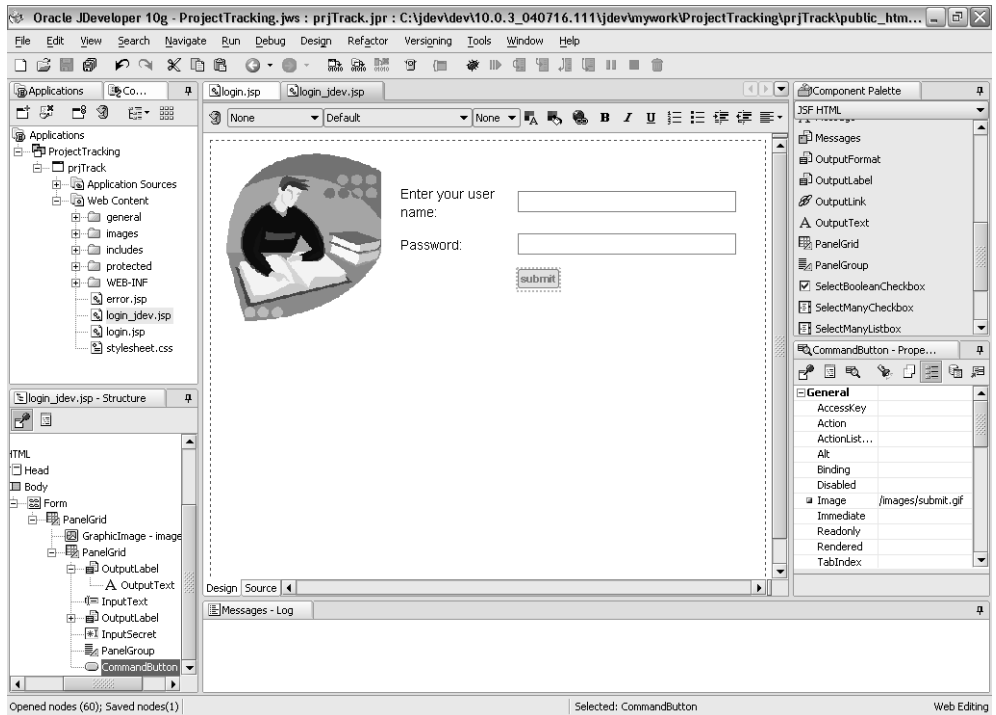 Oracle JDeveloper 10g - ProjectTracking.jws : prjTrack.jpr : C:\jdev\dev\10.0.3_040716.111\jdev\mywork\ProjectTracking\prjTrack\public_htm...
File Edit View Search Navigate Run Debug Design Refactor Versioning Tools Window Help
Applications Co...
Applications
ProjectTracking
prjTrack
Application Sources
Web Content
general
images
includes
protected
WEB-INF
error.jsp
login_jdev.jsp
login.jsp
stylesheet.css
login_jdev.jsp - Structure
HTML
Head
Body
Form
PanelGrid
GraphicImage - image
PanelGrid
OutputLabel
OutputText
InputText
OutputLabel
InputSecret
PanelGroup
CommandButton
login.jsp login_jdev.jsp
None Default None A B I U
Enter your user
name:
Password:
submit
Design Source
Messages - Log
Component Palette
JSF HTML
Messages
OutputFormat
OutputLabel
OutputLink
OutputText
PanelGrid
PanelGroup
SelectBooleanCheckbox
SelectManyCheckbox
SelectManyListbox
CommandButton - Prope...
General
AccessKey
Action
ActionList...
Alt
Binding
Disabled
Image /images/submit.gif
Immediate
Readonly
Rendered
TabIndex
Opened nodes (60); Saved nodes(1) Selected: CommandButton Web Editing